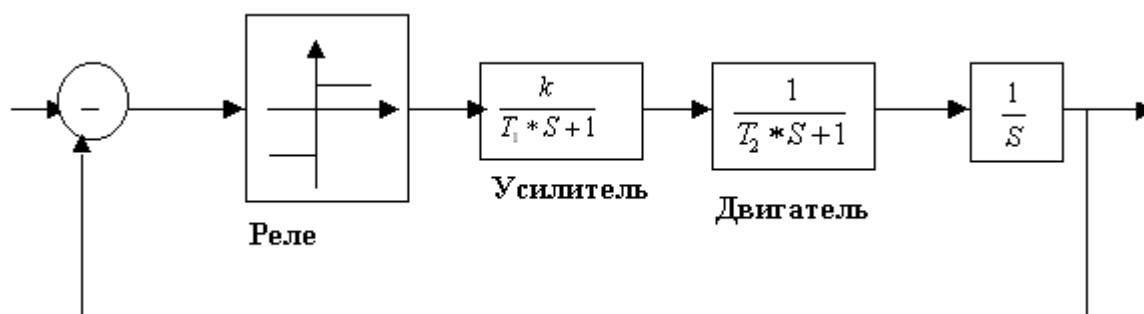 -
k
T₁ * S + 1
1
T₂ * S + 1
1
S
Усилитель
Двигатель
Реле